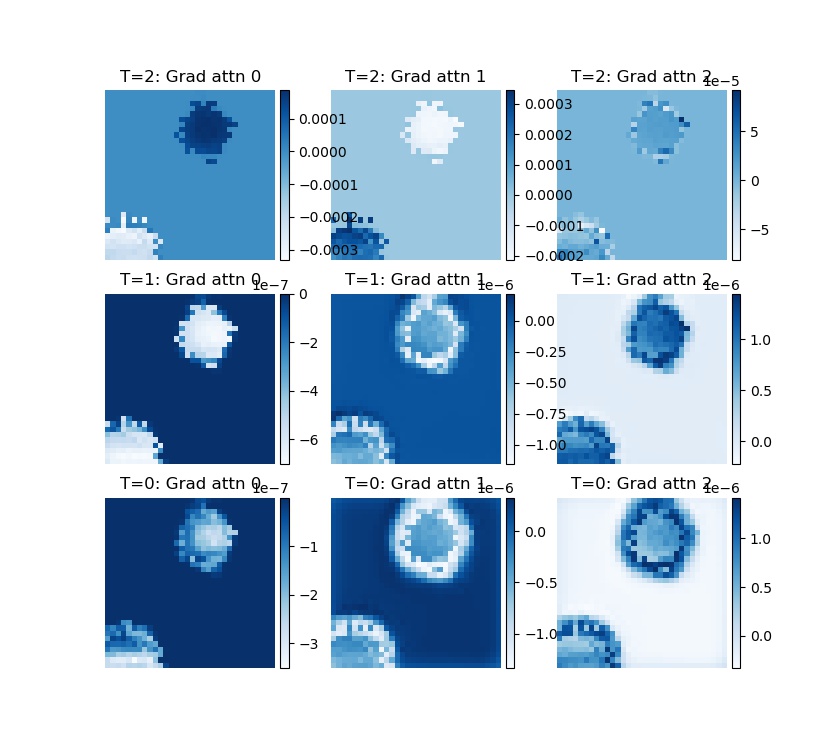 T=2: Grad attn 0
T=2: Grad attn 1
T=2: Grad attn 2
1e−5
0.0001
0.0000
−0.0001
−0.0002
−0.0003
0.0003
0.0002
0.0001
0.0000
−0.0001
−0.0002
5
0
−5
T=1: Grad attn 0
1e−7
T=1: Grad attn 1
1e−6
T=1: Grad attn 2
1e−6
0
−2
−4
−6
0.00
−0.25
−0.50
−0.75
−1.00
1.0
0.5
0.0
T=0: Grad attn 0
1e−7
T=0: Grad attn 1
1e−6
T=0: Grad attn 2
1e−6
−1
−2
−3
0.0
−0.5
−1.0
1.0
0.5
0.0